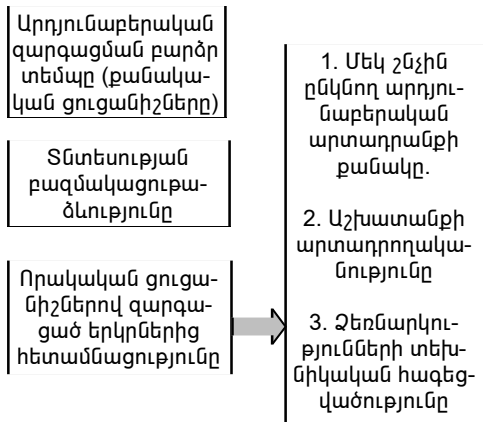 Արդյունաբերական
զարգացման բարձր
տեմպը (քանակա-
կան ցուցանիշները)
Տնտեսության
բազմակացութա-
ձևությունը
Որակական ցուցա-
նիշներով զարգա-
ցած երկրներից
հետամնացությունը
1. Մեկ շնչին
ընկնող արդյու-
նաբերական
արտադրանքի
քանակը.
2. Աշխատանքի
արտադրողակա-
նությունը
3. Ձեռնարկու-
թյունների տեխ-
նիկական հագեց-
վածությունը